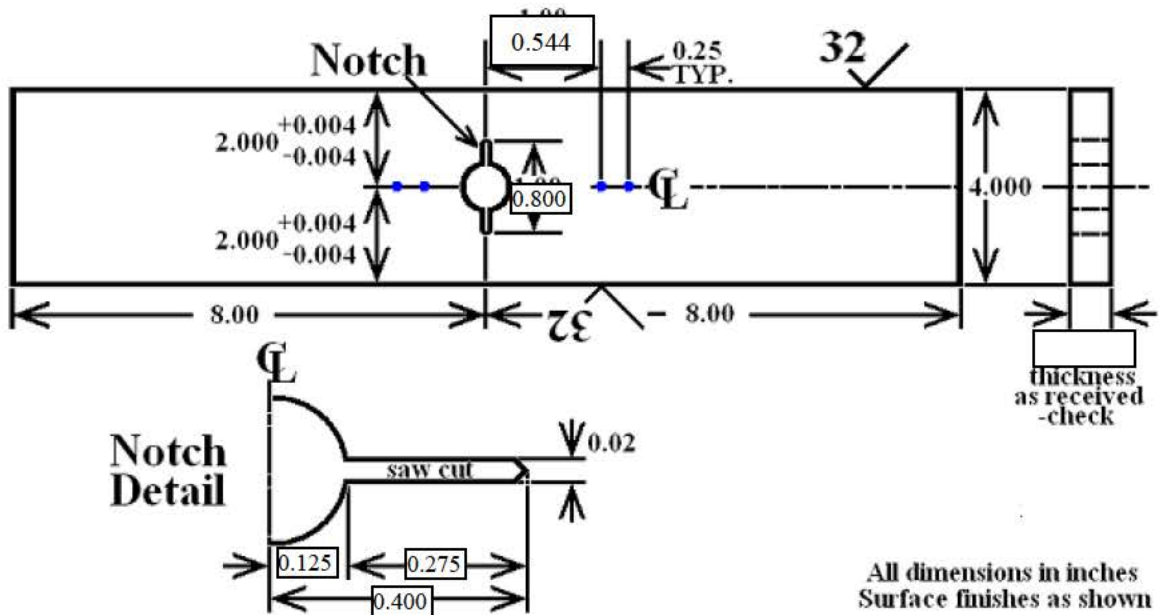 0.544
0.25
TYP.
Notch
32
2.000 +0.004
-0.004
0.800
℄
4.000
2.000 +0.004
-0.004
8.00
32
8.00
thickness
as received
-check
℄
Notch
Detail
saw cut
0.02
0.125
0.275
0.400
All dimensions in inches
Surface finishes as shown